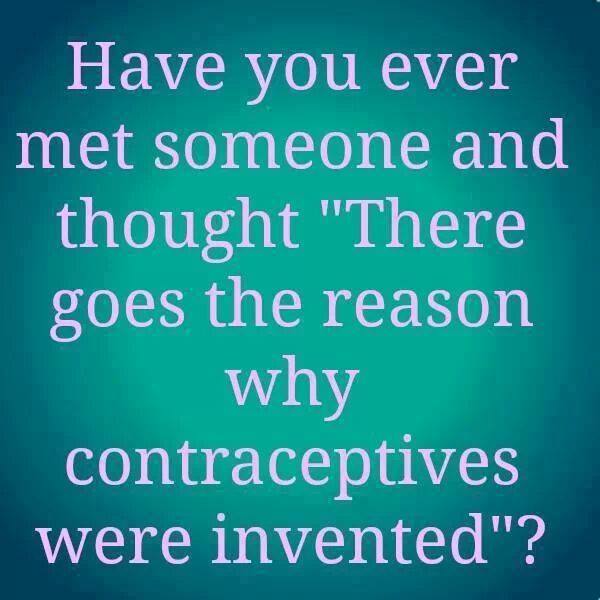 Have you ever
met someone and
thought "There
goes the reason
why
contraceptives
were invented"?